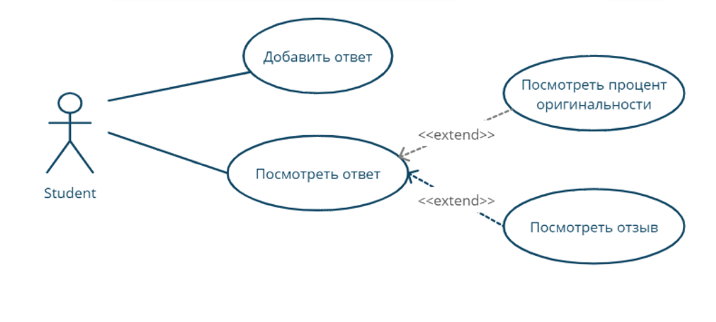 Добавить ответ
Посмотреть процент
оригинальности
<<extend>>
Посмотреть ответ
Student
<<extend>>
Посмотреть отзыв